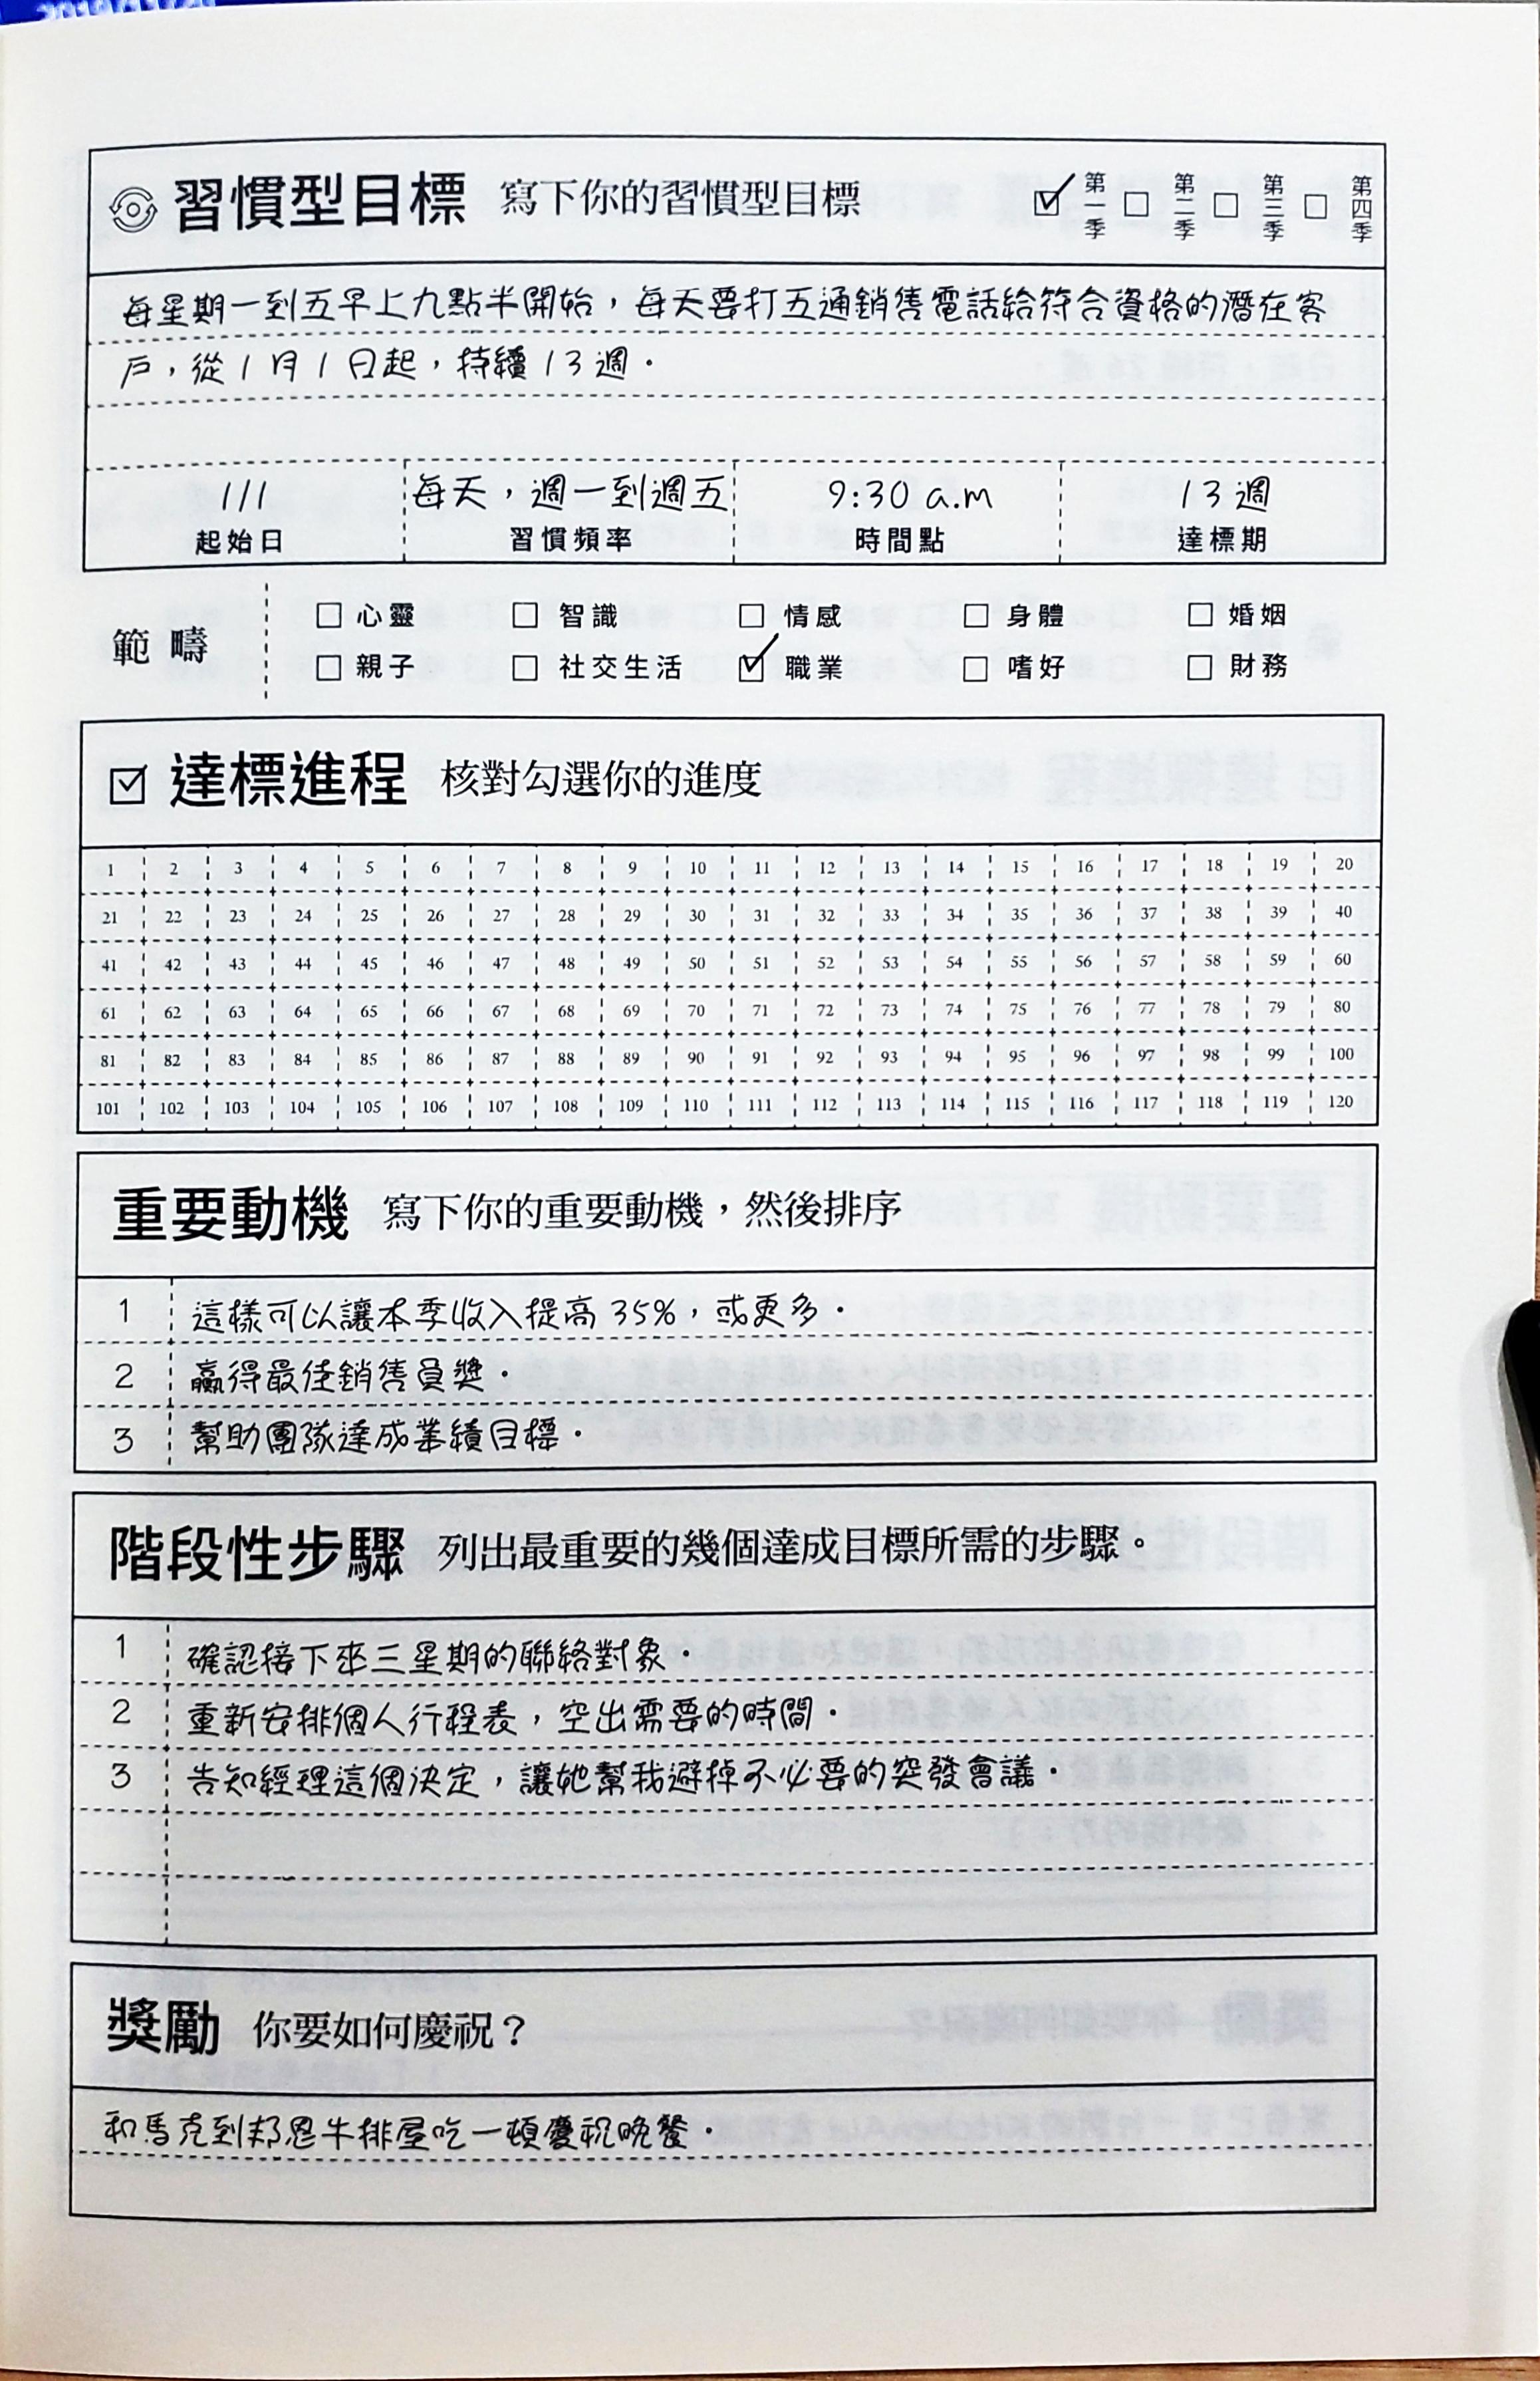 2019/11/20
習慣型目標 寫下你的習慣型目標 ☑ 第一季 ☐ 第二季 ☐ 第三季 ☐ 第四季
每星期一到五早上九點半開始，每天要打五通銷售電話給符合資格的潛在客
戶，從1月1日起，持續13週．
1/1 每天，週一到週五 9:30 a.m 13週
起始日 習慣頻率 時間點 達標期
範疇
☐ 心靈 ☐ 智識 ☐ 情感 ☐ 身體 ☐ 婚姻
☐ 親子 ☐ 社交生活 ☑ 職業 ☐ 嗜好 ☐ 財務
☑ 達標進程 核對勾選你的進度
1 2 3 4 5 6 7 8 9 10 11 12 13 14 15 16 17 18 19 20
21 22 23 24 25 26 27 28 29 30 31 32 33 34 35 36 37 38 39 40
41 42 43 44 45 46 47 48 49 50 51 52 53 54 55 56 57 58 59 60
61 62 63 64 65 66 67 68 69 70 71 72 73 74 75 76 77 78 79 80
81 82 83 84 85 86 87 88 89 90 91 92 93 94 95 96 97 98 99 100
101 102 103 104 105 106 107 108 109 110 111 112 113 114 115 116 117 118 119 120
重要動機 寫下你的重要動機，然後排序
1 這樣可以讓本季收入提高35%，或更多．
2 贏得最佳銷售員獎．
3 幫助團隊達成業績目標．
階段性步驟 列出最重要的幾個達成目標所需的步驟。
1 確認接下來三星期的聯絡對象．
2 重新安排個人行程表，空出需要的時間．
3 告知經理這個決定，讓她幫我避掉不必要的突發會議．
獎勵 你要如何慶祝？
和馬克到邦恩牛排屋吃一頓慶祝晚餐．